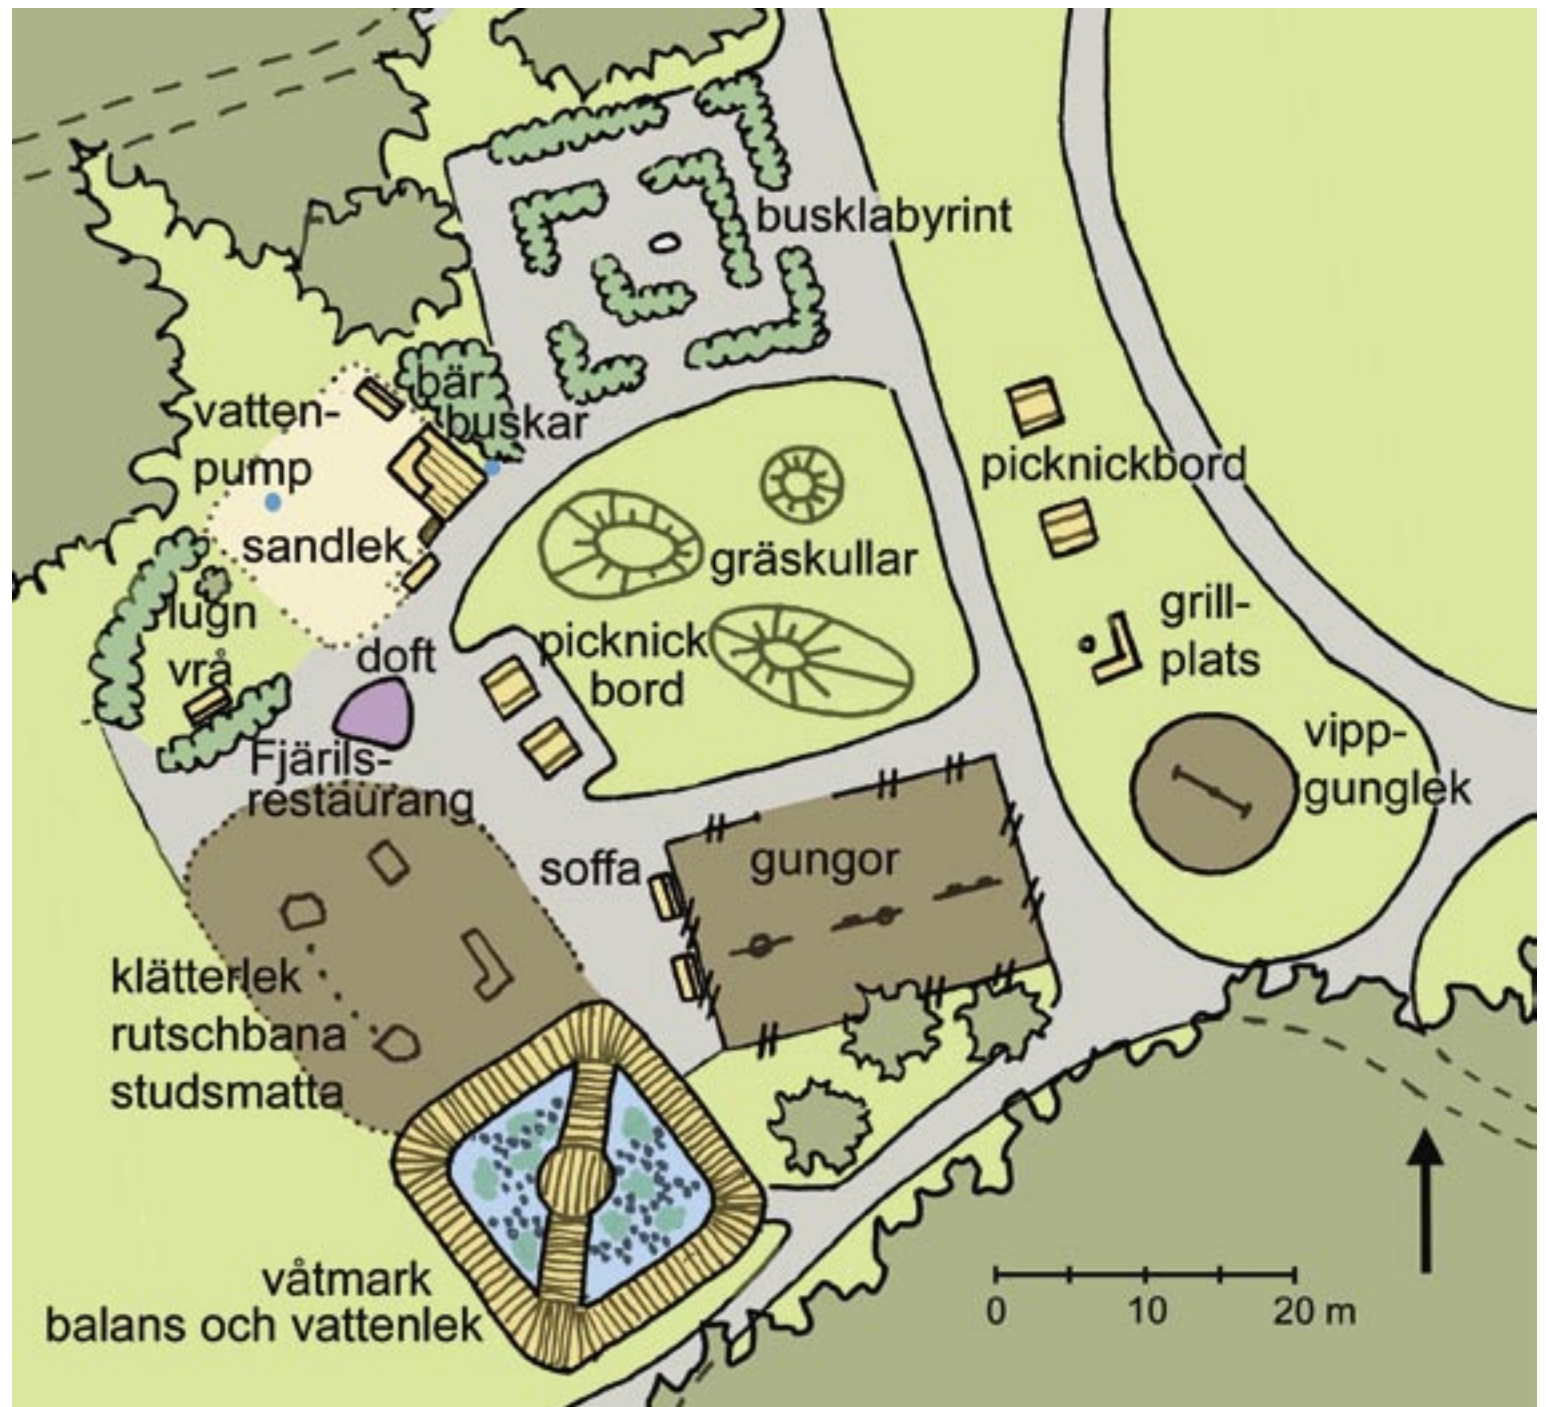 busklabyrint
bär
buskar
vatten-
pump
picknickbord
sandlek
gräskullar
lugn
vrå
grill-
plats
doft
picknick
bord
Fjärils-
restaurang
vipp-
gunglek
soffa
gungor
klätterlek
rutschbana
studsmatta
våtmark
balans och vattenlek
0 10 20 m